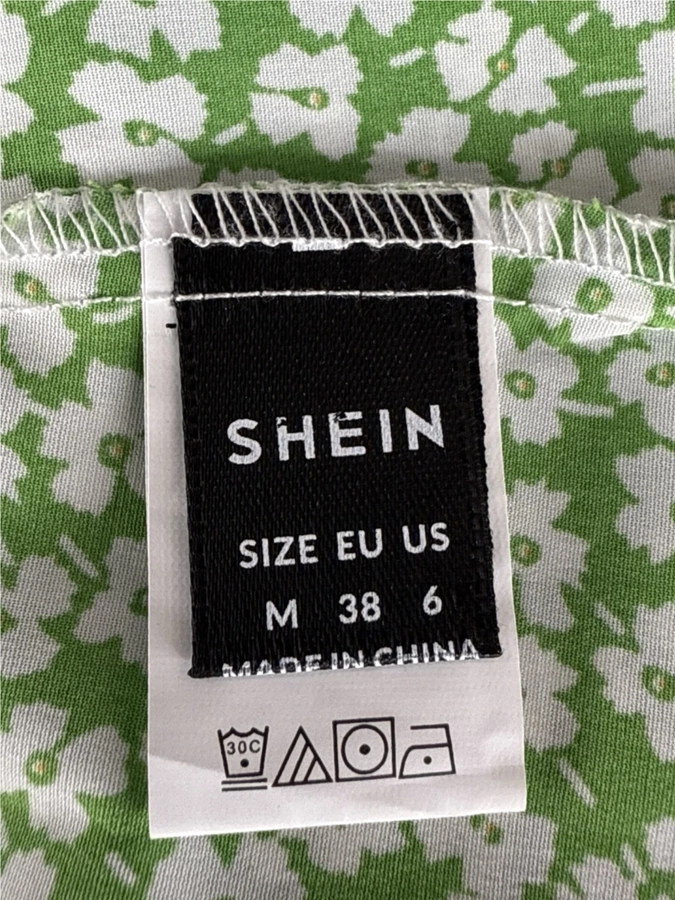 SHEIN
SIZE EU US
M 38 6
MADE IN CHINA
30C